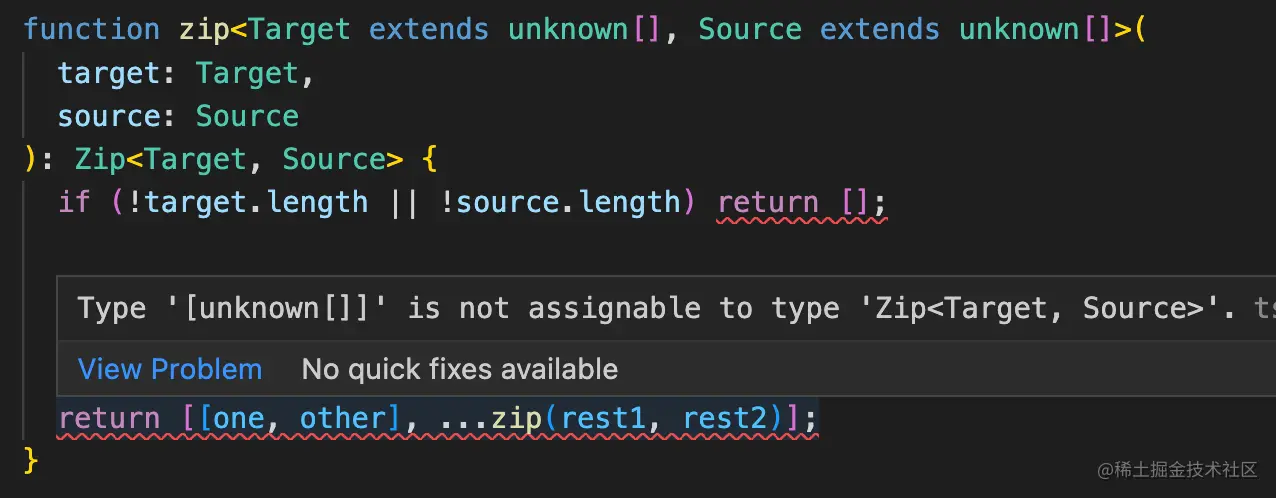 function zip<Target extends unknown[], Source extends unknown[]>(
target: Target,
source: Source
): Zip<Target, Source> {
if (!target.length || !source.length) return [];
Type '[unknown[]]' is not assignable to type 'Zip<Target, Source>'. ts
View Problem No quick fixes available
return [[one, other], ...zip(rest1, rest2)];
}
@稀土掘金技术社区